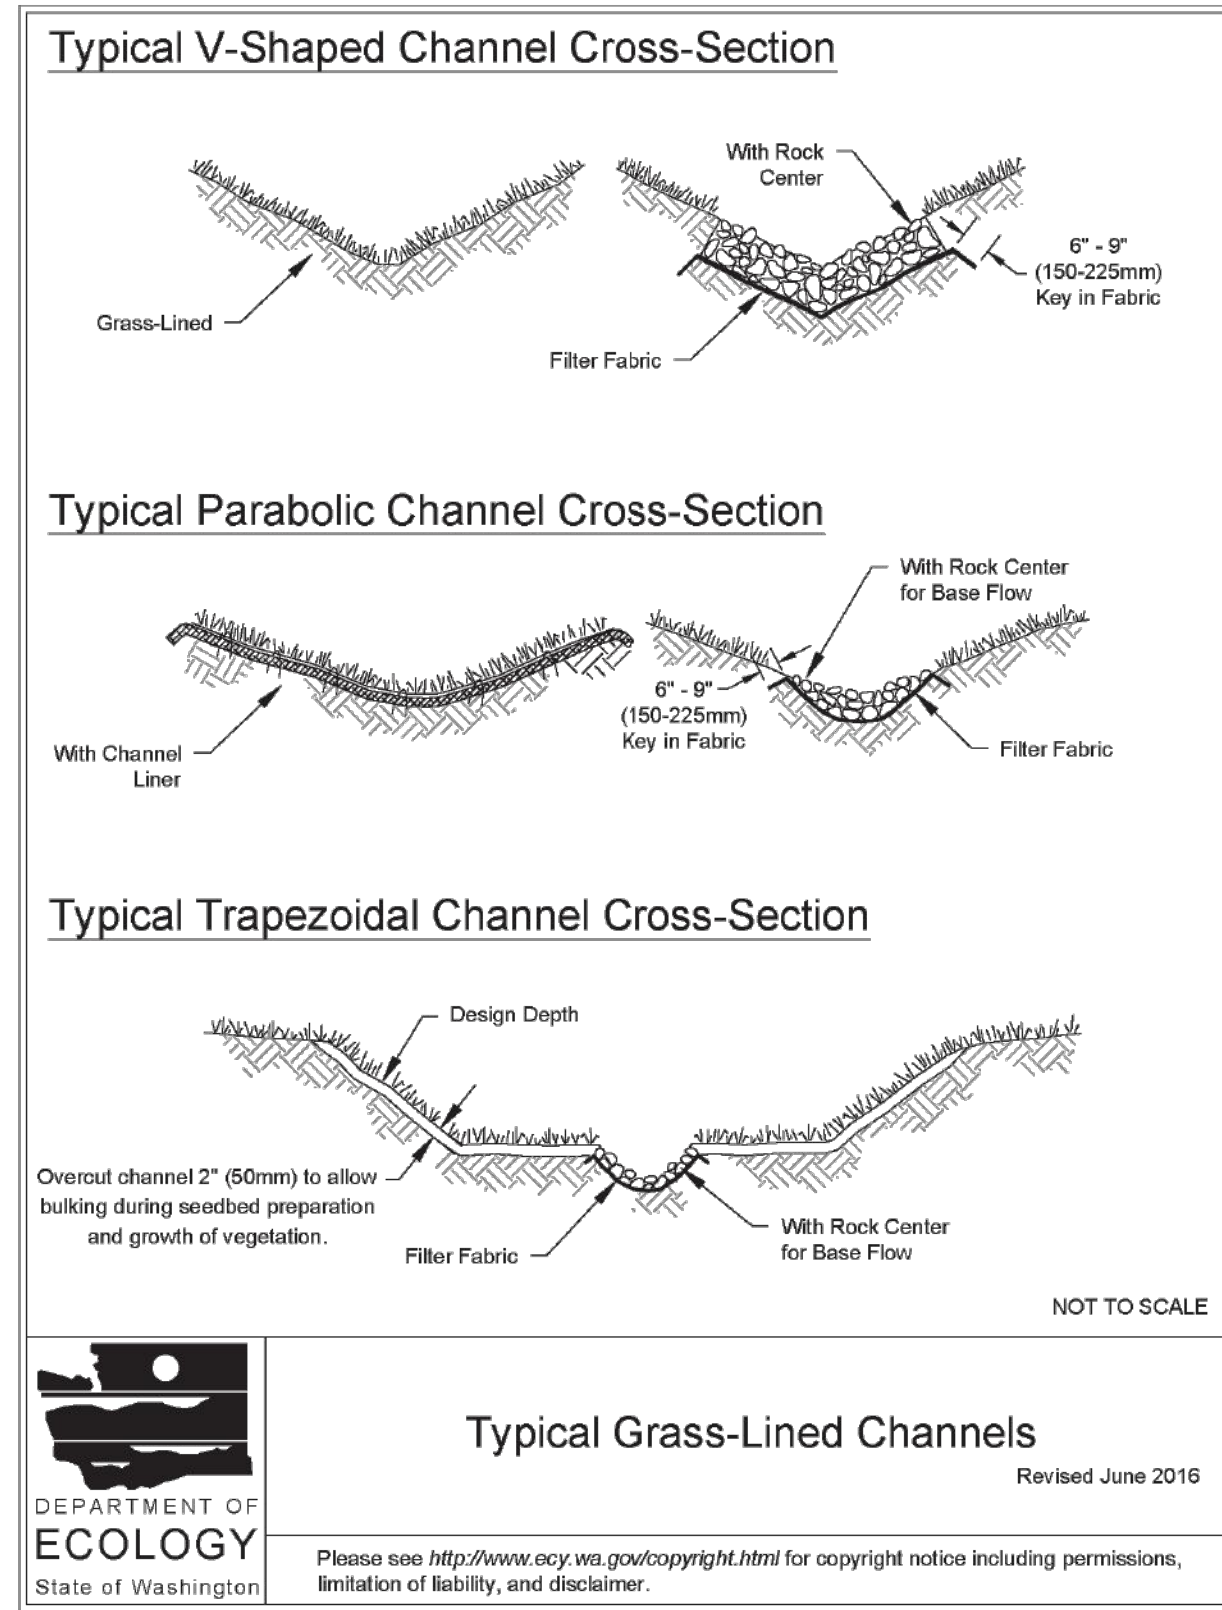 Typical V-Shaped Channel Cross-Section
With Rock
Center
6" - 9"
(150-225mm)
Key in Fabric
Grass-Lined
Filter Fabric
Typical Parabolic Channel Cross-Section
With Rock Center
for Base Flow
6" - 9"
(150-225mm)
Key in Fabric
With Channel
Liner
Filter Fabric
Typical Trapezoidal Channel Cross-Section
Design Depth
Overcut channel 2" (50mm) to allow
bulking during seedbed preparation
and growth of vegetation.
Filter Fabric
With Rock Center
for Base Flow
NOT TO SCALE
DEPARTMENT OF
ECOLOGY
State of Washington
Typical Grass-Lined Channels
Revised June 2016
Please see http://www.ecy.wa.gov/copyright.html for copyright notice including permissions,
limitation of liability, and disclaimer.